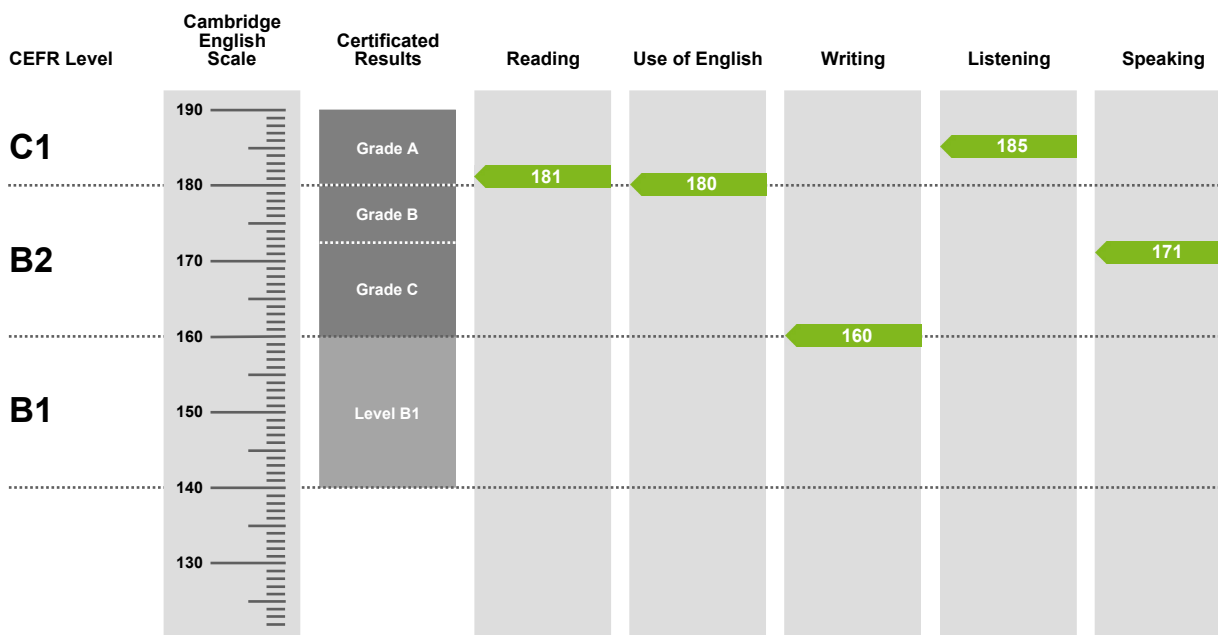 CEFR Level
Cambridge
English
Scale
Certificated
Results
Reading
Use of English
Writing
Listening
Speaking
190
C1
Grade A
185
181
180
180
Grade B
B2
170
171
Grade C
160
160
B1
150
Level B1
140
130